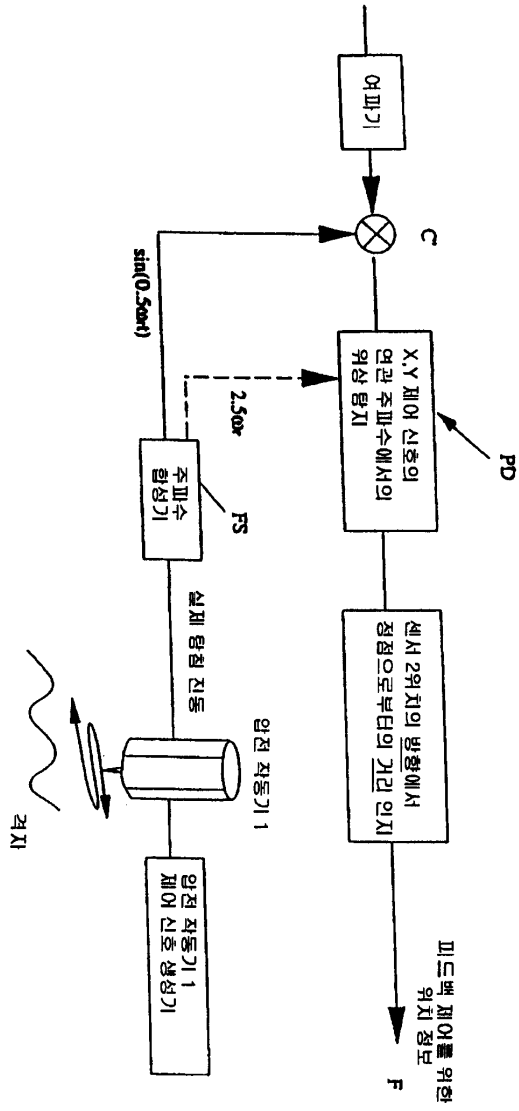 여파기
C
X,Y 제어 신호의
연관 주파수에서의
위상 탐지
PD
센서 2위치의 방향에서
정점으로부터의 거리 인지
피드백 제어를 위한
위치 정보
F
sin(0.5ωrt)
2.5ωr
주파수
합성기
FS
실제 탐침 진동
압전 작동기 1
압전 작동기 1
제어 신호 생성기
격자